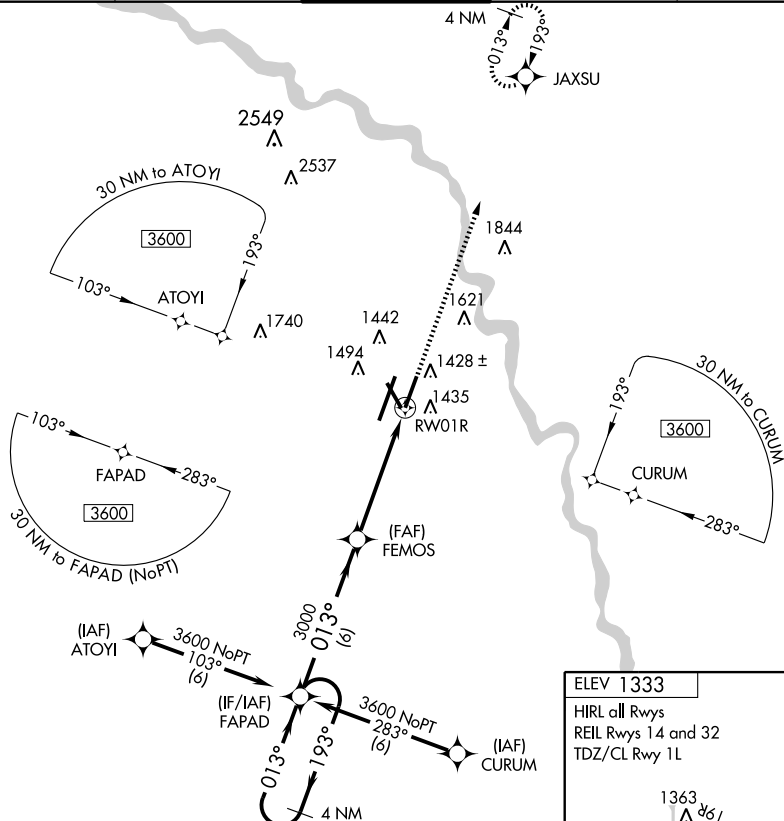 4 NM
013°
193°
JAXSU
2549
2537
30 NM to ATOYI
3600
193°
103°
ATOYI
1844
1740
1442
1621
1494
1428 ±
1435
RW01R
30 NM to CURUM
193°
3600
CURUM
283°
103°
FAPAD
283°
3600
30 NM to FAPAD (NoPT)
(FAF)
FEMOS
3000
013°
(6)
(IAF)
ATOYI
3600 NoPT
103°
(6)
(IF/IAF)
FAPAD
3600 NoPT
283°
(6)
(IAF)
CURUM
013°
193°
4 NM
ELEV 1333
HIRL all Rwys
REIL Rwys 14 and 32
TDZ/CL Rwy 1L
1363